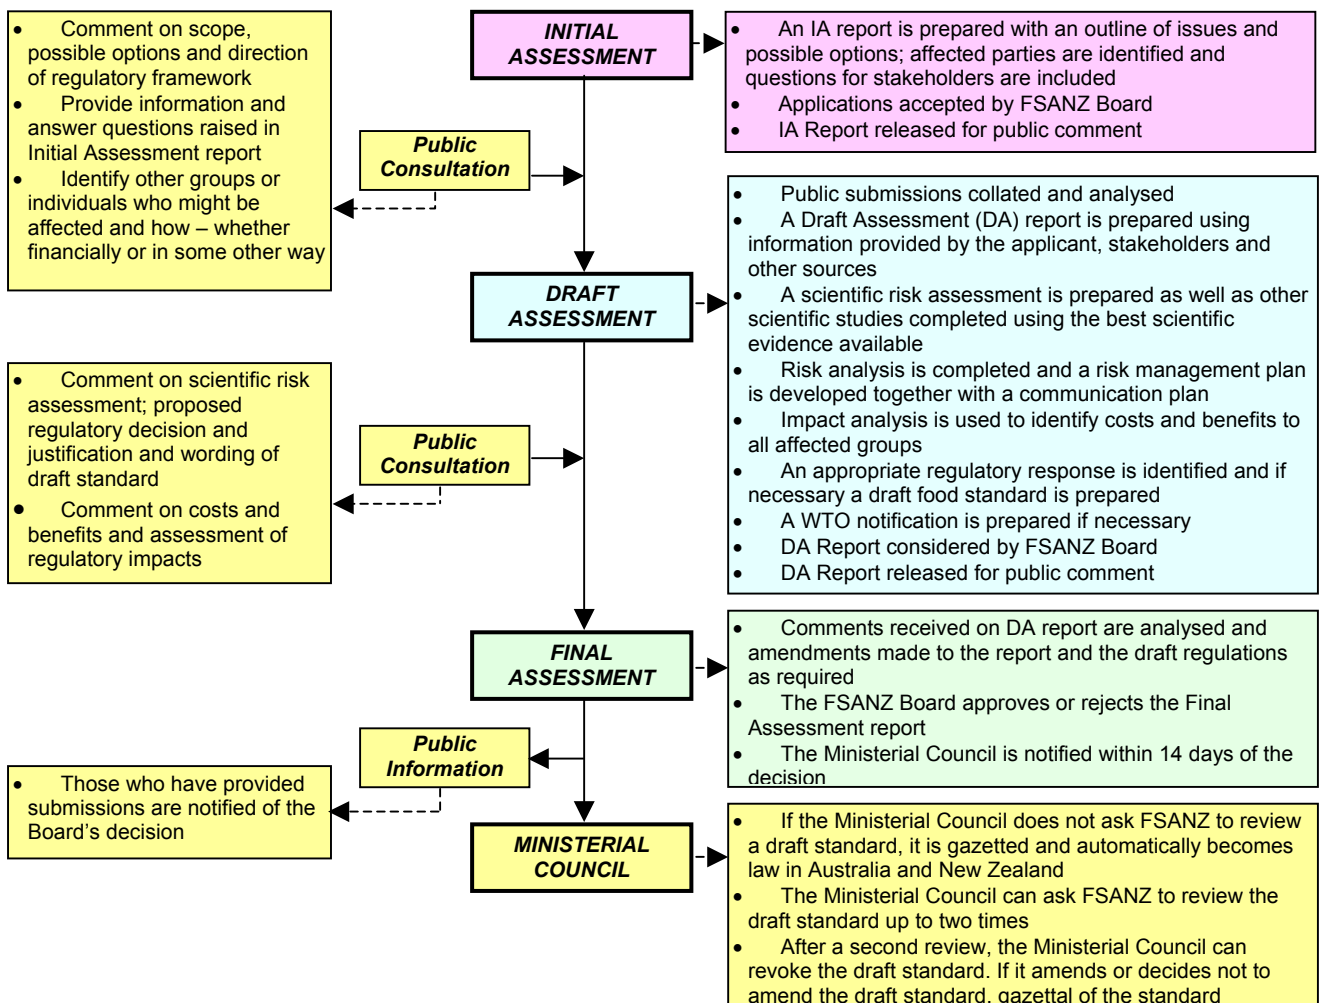 • Comment on scope,
possible options and direction
of regulatory framework
• Provide information and
answer questions raised in
Initial Assessment report
• Identify other groups or
individuals who might be
affected and how – whether
financially or in some other way
INITIAL
ASSESSMENT
• An IA report is prepared with an outline of issues and
possible options; affected parties are identified and
questions for stakeholders are included
• Applications accepted by FSANZ Board
• IA Report released for public comment
Public
Consultation
DRAFT
ASSESSMENT
• Public submissions collated and analysed
• A Draft Assessment (DA) report is prepared using
information provided by the applicant, stakeholders and
other sources
• A scientific risk assessment is prepared as well as other
scientific studies completed using the best scientific
evidence available
• Risk analysis is completed and a risk management plan
is developed together with a communication plan
• Impact analysis is used to identify costs and benefits to
all affected groups
• An appropriate regulatory response is identified and if
necessary a draft food standard is prepared
• A WTO notification is prepared if necessary
• DA Report considered by FSANZ Board
• DA Report released for public comment
• Comment on scientific risk
assessment; proposed
regulatory decision and
justification and wording of
draft standard
• Comment on costs and
benefits and assessment of
regulatory impacts
Public
Consultation
FINAL
ASSESSMENT
• Comments received on DA report are analysed and
amendments made to the report and the draft regulations
as required
• The FSANZ Board approves or rejects the Final
Assessment report
• The Ministerial Council is notified within 14 days of the
decision
Public
Information
• Those who have provided
submissions are notified of the
Board’s decision
MINISTERIAL
COUNCIL
• If the Ministerial Council does not ask FSANZ to review
a draft standard, it is gazetted and automatically becomes
law in Australia and New Zealand
• The Ministerial Council can ask FSANZ to review the
draft standard up to two times
• After a second review, the Ministerial Council can
revoke the draft standard. If it amends or decides not to
amend the draft standard, gazettal of the standard